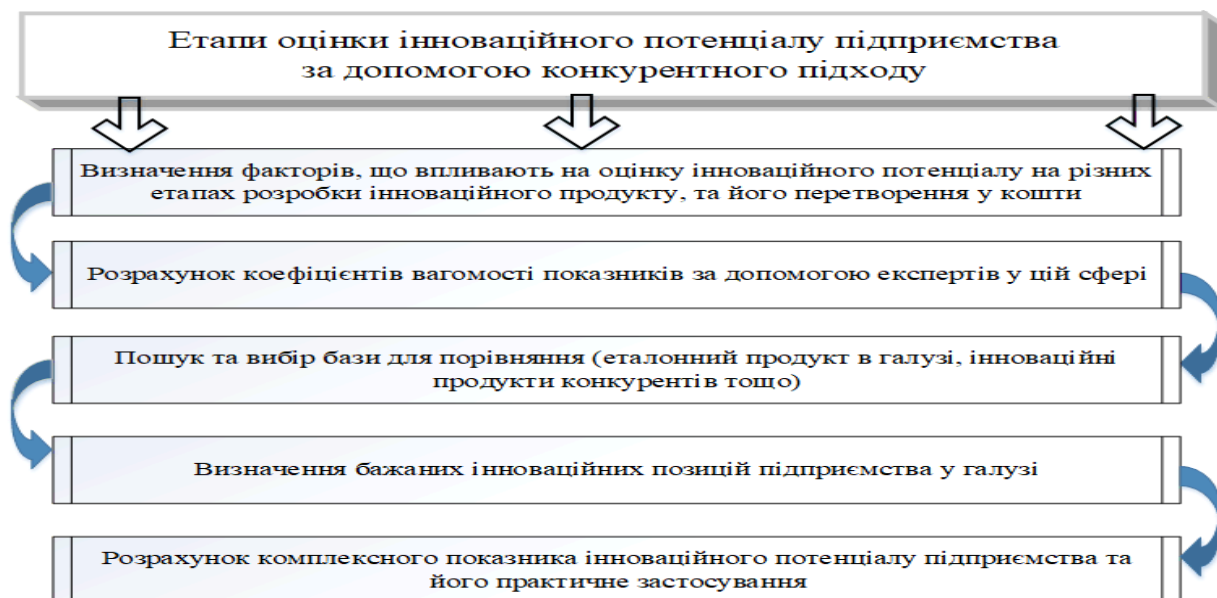 Етапи оцінки інноваційного потенціалу підприємства
за допомогою конкурентного підходу
Визначення факторів, що впливають на оцінку інноваційного потенціалу на різних
етапах розробки інноваційного продукту, та його перетворення у кошти
Розрахунок коефіцієнтів вагомості показників за допомогою експертів у цій сфері
Пошук та вибір бази для порівняння (еталонний продукт в галузі, інноваційні
продукти конкурентів тощо)
Визначення бажаних інноваційних позицій підприємства у галузі
Розрахунок комплексного показника інноваційного потенціалу підприємства та
його практичне застосування